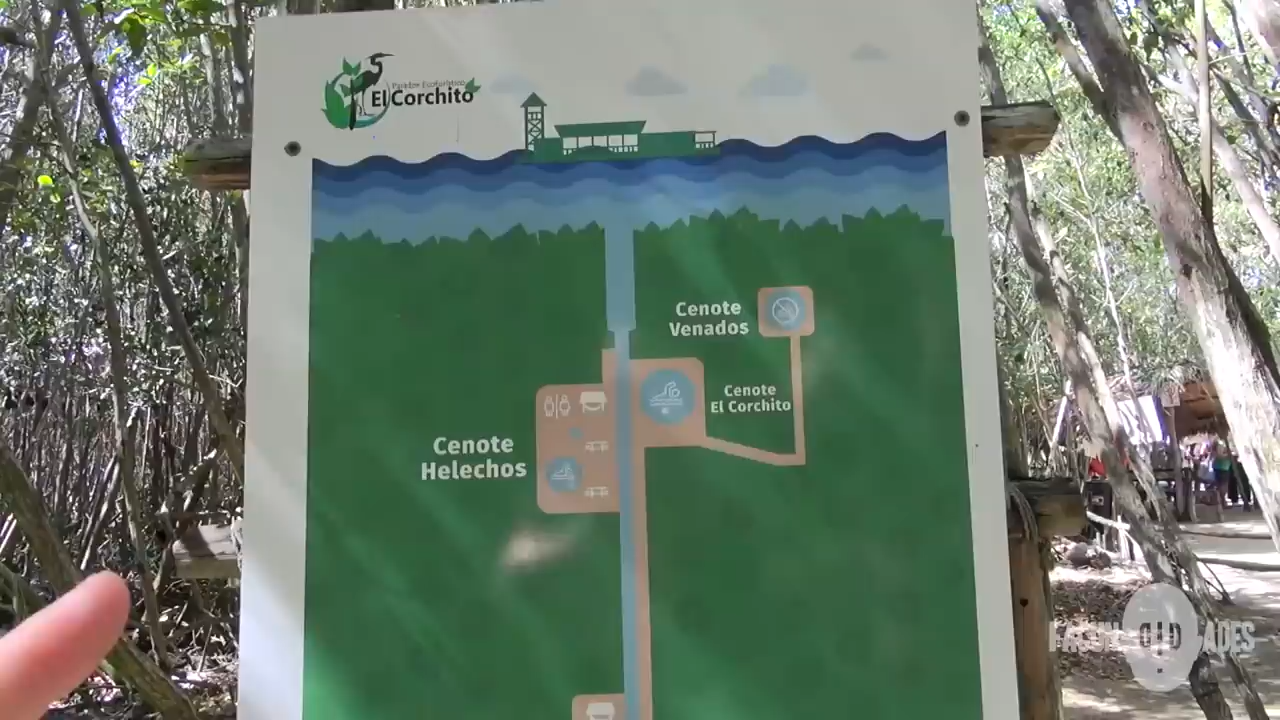 Parador Ecoturístico
El Corchito
Cenote
Venados
Cenote
El Corchito
Cenote
Helechos